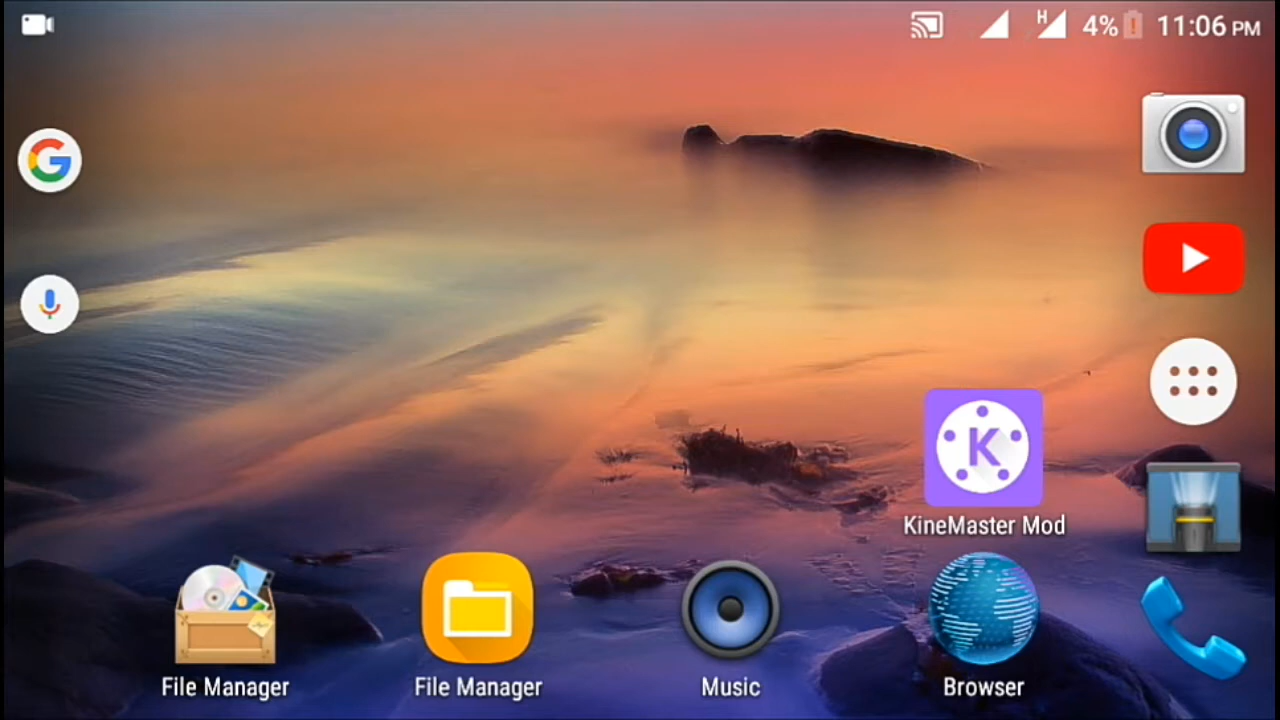 H 4% 11:06 PM
G
K
KineMaster Mod
File Manager
File Manager
Music
Browser